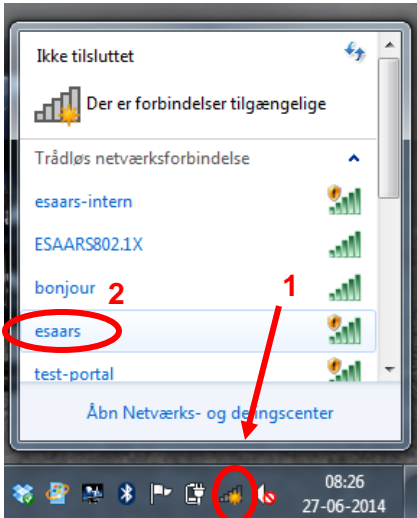 Ikke tilsluttet
Der er forbindelser tilgængelige
Trådløs netværksforbindelse
esaars-intern
ESAARS802.1X
bonjour
2
1
esaars
test-portal
Åbn Netværks- og delingscenter
08:26
27-06-2014